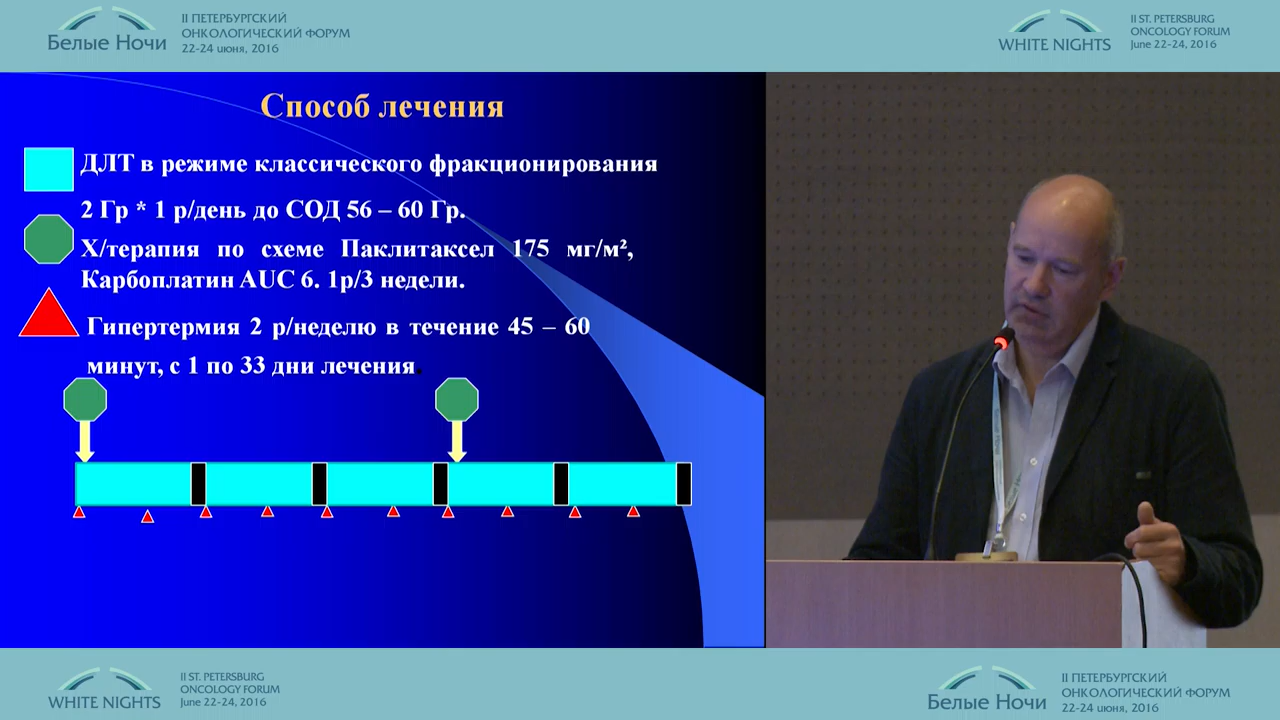 Белые Ночи
II ПЕТЕРБУРГСКИЙ
ОНКОЛОГИЧЕСКИЙ ФОРУМ
22-24 июня, 2016
WHITE NIGHTS
II ST. PETERSBURG
ONCOLOGY FORUM
June 22-24, 2016
Способ лечения
ДЛТ в режиме классического фракционирования
2 Гр * 1 р/день до СОД 56 – 60 Гр.
Х/терапия по схеме Паклитаксел 175 мг/м²,
Карбоплатин AUC 6. 1р/3 недели.
Гипертермия 2 р/неделю в течение 45 – 60
минут, с 1 по 33 дни лечения.
WHITE NIGHTS
II ST. PETERSBURG
ONCOLOGY FORUM
June 22-24, 2016
Белые Ночи
II ПЕТЕРБУРГСКИЙ
ОНКОЛОГИЧЕСКИЙ ФОРУМ
22-24 июня, 2016